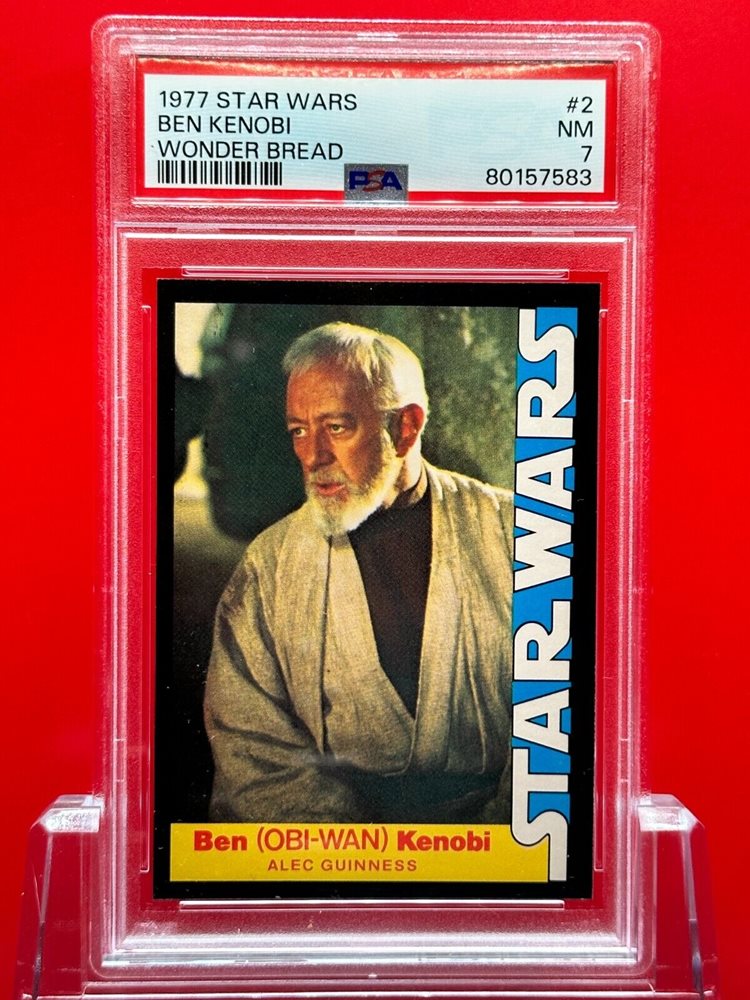 1977 STAR WARS
#2
BEN KENOBI
NM
WONDER BREAD
7
PSA
80157583
STAR WARS
Ben (OBI-WAN) Kenobi
ALEC GUINNESS